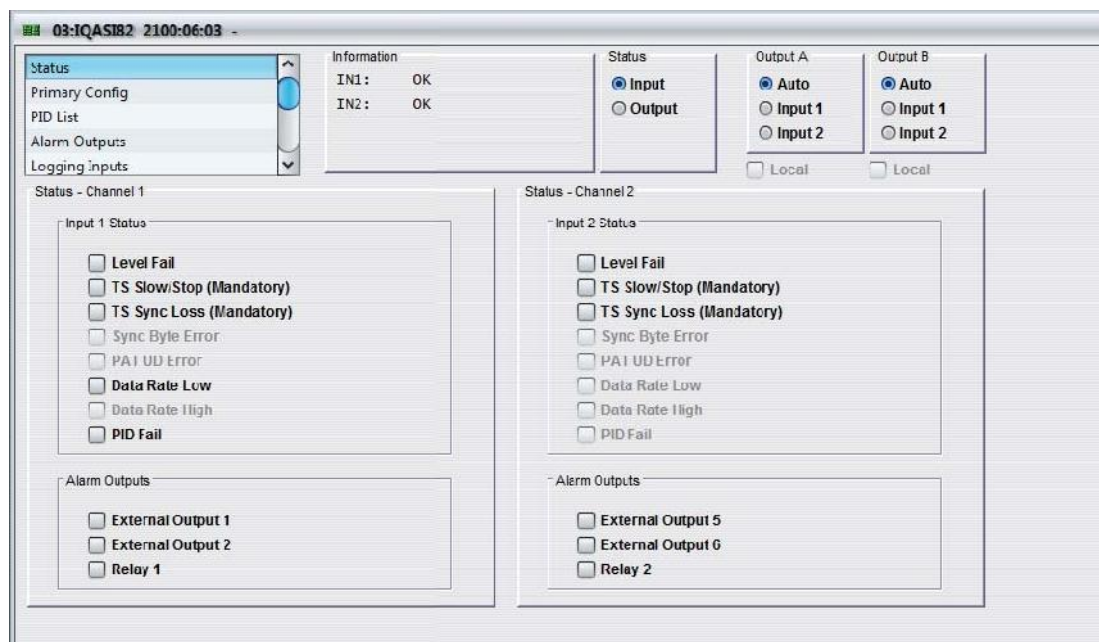 03:IQASI82 2100:06:03 -
Status
Primary Config
PID List
Alarm Outputs
Logging Inputs
Information
IN1: OK
IN2: OK
Status
Input
Output
Output A
Auto
Input 1
Input 2
Local
Output B
Auto
Input 1
Input 2
Local
Status - Channel 1
Input 1 Status
Level Fail
TS Slow/Stop (Mandatory)
TS Sync Loss (Mandatory)
Sync Byte Error
PAT UD Error
Data Rate Low
Data Rate High
PID Fail
Alarm Outputs
External Output 1
External Output 2
Relay 1
Status - Channel 2
Input 2 Status
Level Fail
TS Slow/Stop (Mandatory)
TS Sync Loss (Mandatory)
Sync Byte Error
PAT UD Error
Data Rate Low
Data Rate High
PID Fail
Alarm Outputs
External Output 5
External Output 6
Relay 2